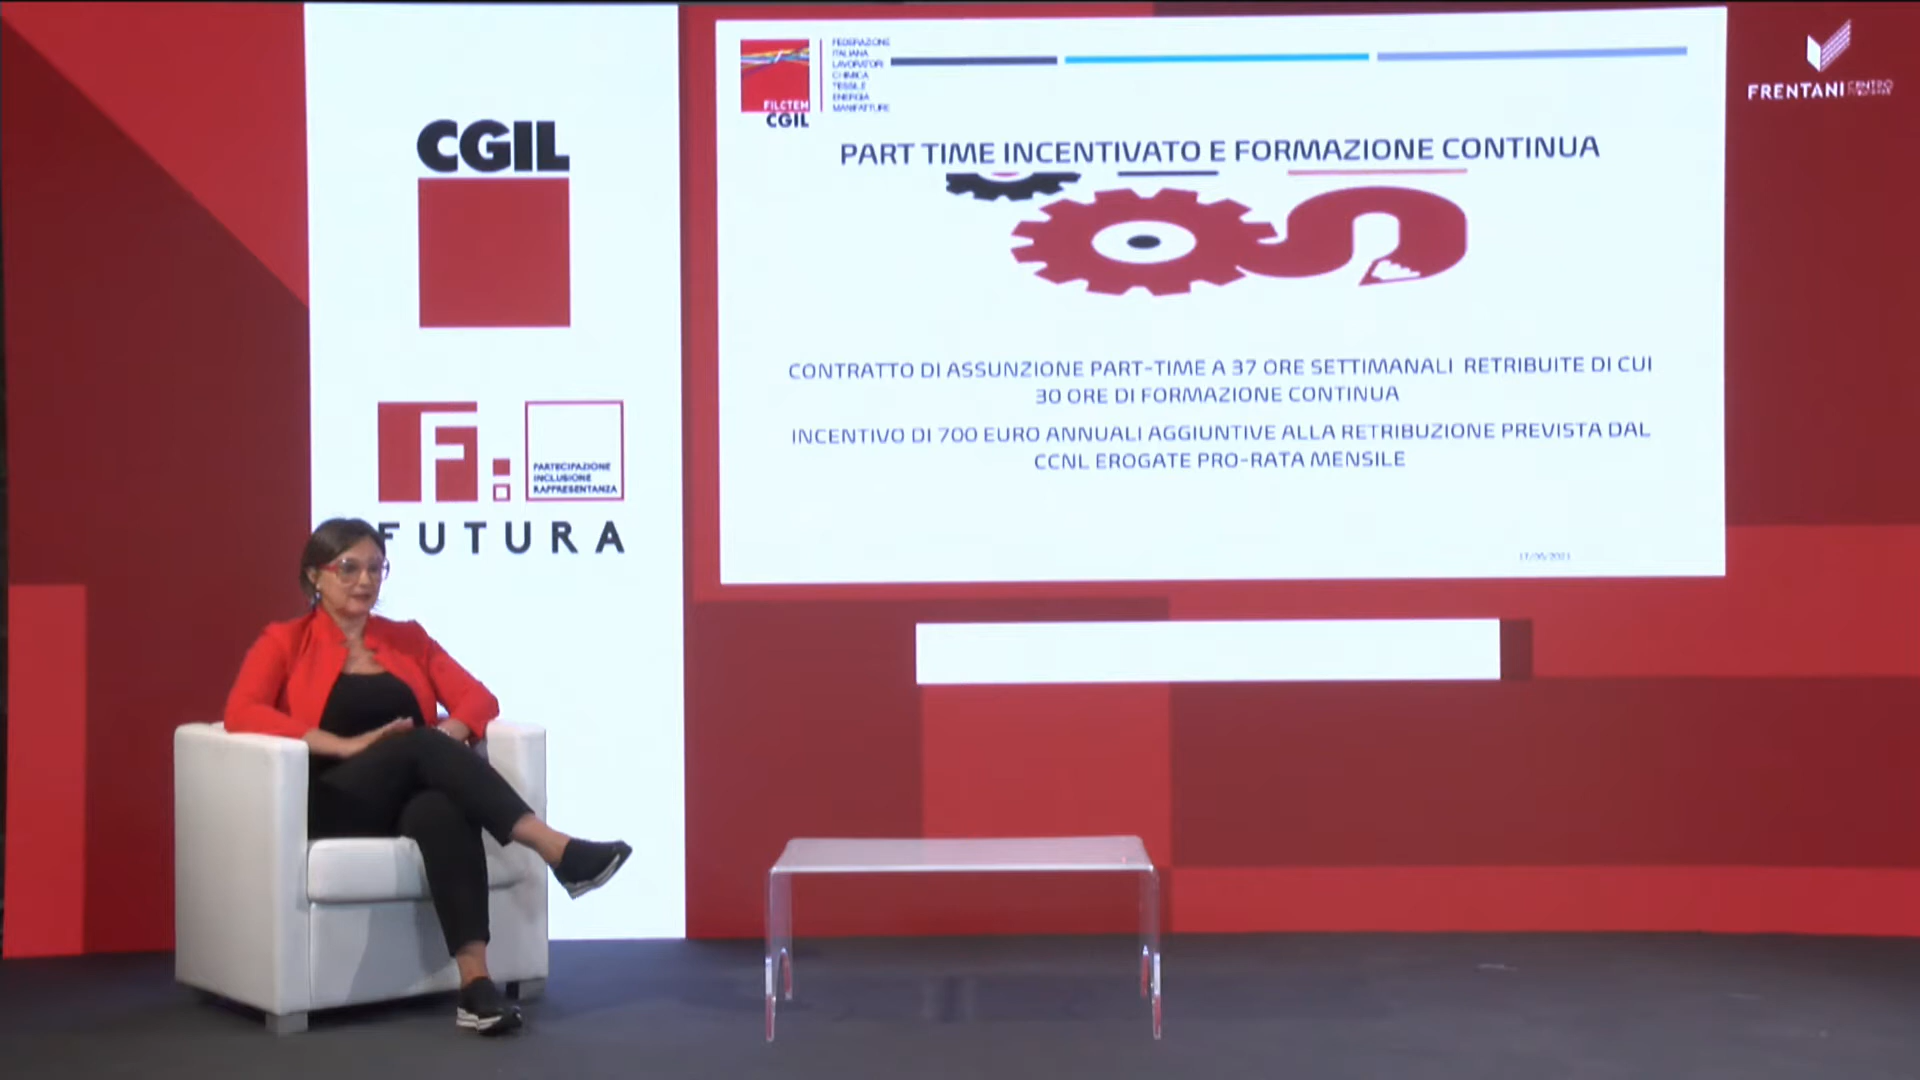 CGIL
PARTECIPAZIONE
INCLUSIONE
RAPPRESENTANZA
FUTURA
FILCTEM
CGIL
FEDERAZIONE
ITALIANA
LAVORATORI
CHIMICA
TESSILE
ENERGIA
MANIFATTURE
PART TIME INCENTIVATO E FORMAZIONE CONTINUA
CONTRATTO DI ASSUNZIONE PART-TIME A 37 ORE SETTIMANALI RETRIBUITE DI CUI
30 ORE DI FORMAZIONE CONTINUA
INCENTIVO DI 700 EURO ANNUALI AGGIUNTIVE ALLA RETRIBUZIONE PREVISTA DAL
CCNL EROGATE PRO-RATA MENSILE
FRENTANI CENTRO